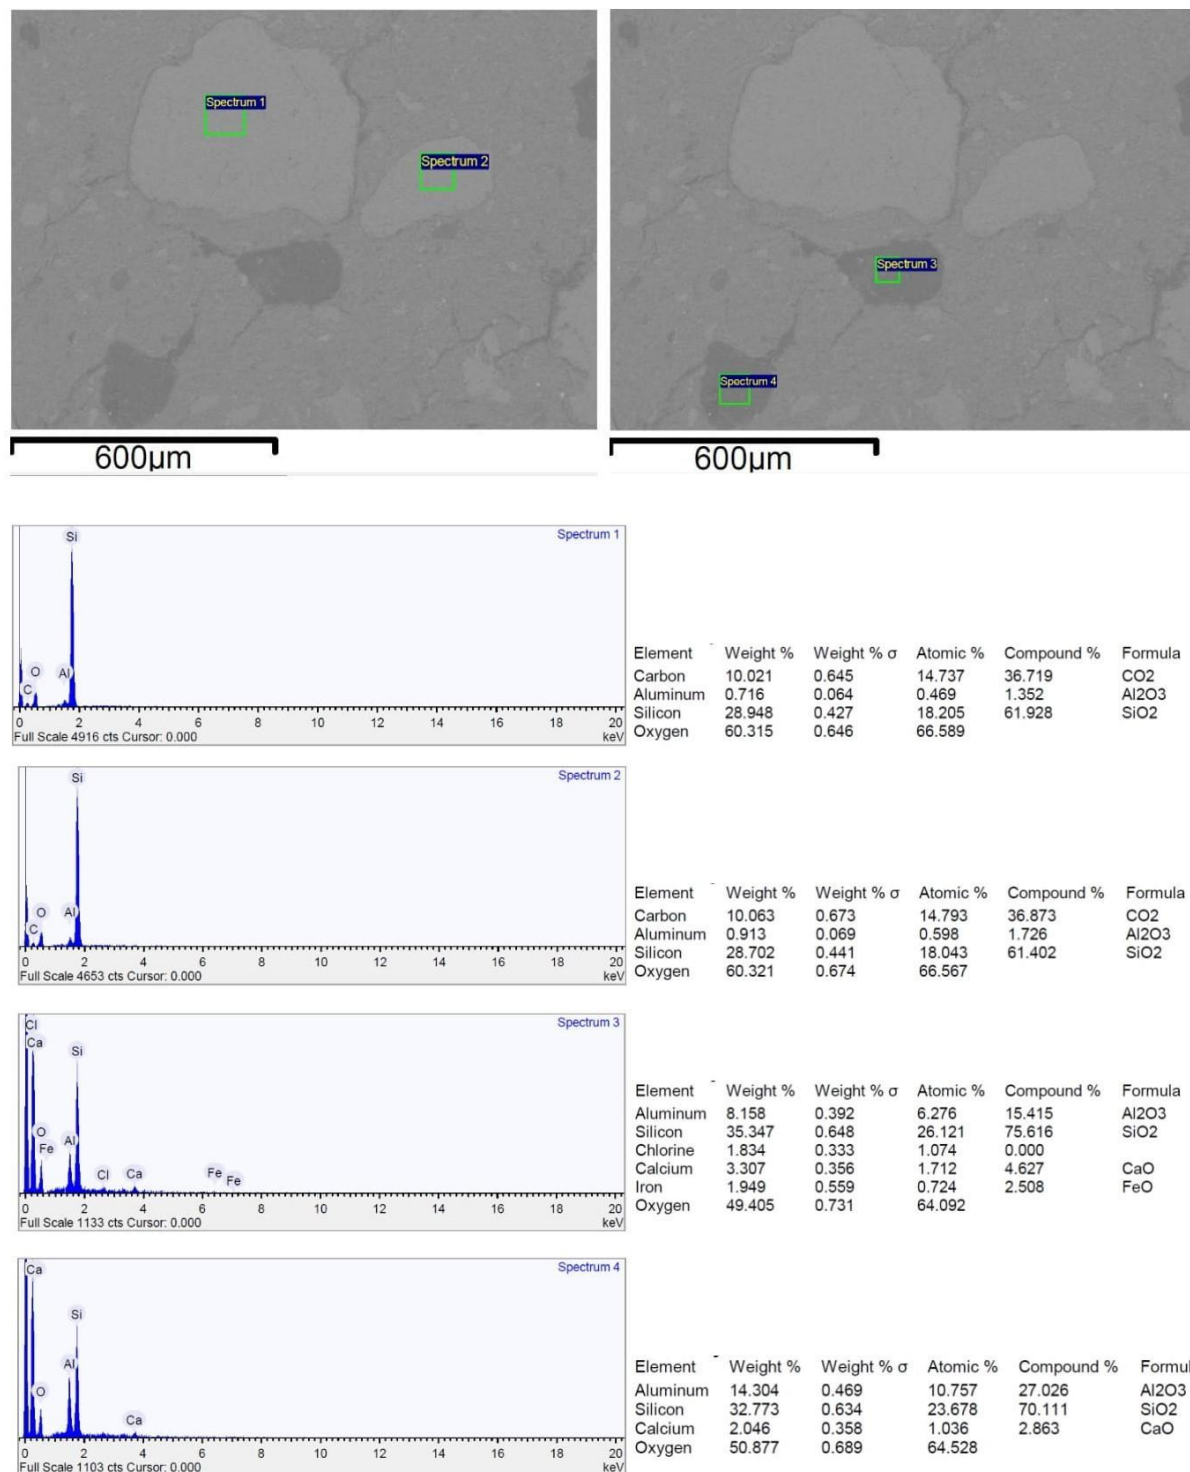 Spectrum 1
Spectrum 2
600µm
Spectrum 3
Spectrum 4
600µm
Spectrum 1
Si
O
Al
C
0 2 4 6 8 10 12 14 16 18 20
Full Scale 4916 cts Cursor: 0.000 keV
Element Weight % Weight % σ Atomic % Compound % Formula
Carbon 10.021 0.645 14.737 36.719 CO2
Aluminum 0.716 0.064 0.469 1.352 Al2O3
Silicon 28.948 0.427 18.205 61.928 SiO2
Oxygen 60.315 0.646 66.589
Spectrum 2
Si
O Al
C
0 2 4 6 8 10 12 14 16 18 20
Full Scale 4653 cts Cursor: 0.000 keV
Element Weight % Weight % σ Atomic % Compound % Formula
Carbon 10.063 0.673 14.793 36.873 CO2
Aluminum 0.913 0.069 0.598 1.726 Al2O3
Silicon 28.702 0.441 18.043 61.402 SiO2
Oxygen 60.321 0.674 66.567
Spectrum 3
Cl
Ca
Si
O Al
Fe
Cl Ca Fe Fe
0 2 4 6 8 10 12 14 16 18 20
Full Scale 1133 cts Cursor: 0.000 keV
Element Weight % Weight % σ Atomic % Compound % Formula
Aluminum 8.158 0.392 6.276 15.415 Al2O3
Silicon 35.347 0.648 26.121 75.616 SiO2
Chlorine 1.834 0.333 1.074 0.000
Calcium 3.307 0.356 1.712 4.627 CaO
Iron 1.949 0.559 0.724 2.508 FeO
Oxygen 49.405 0.731 64.092
Spectrum 4
Ca
Si
Al
O
Ca
0 2 4 6 8 10 12 14 16 18 20
Full Scale 1103 cts Cursor: 0.000 keV
Element Weight % Weight % σ Atomic % Compound % Formul
Aluminum 14.304 0.469 10.757 27.026 Al2O3
Silicon 32.773 0.634 23.678 70.111 SiO2
Calcium 2.046 0.358 1.036 2.863 CaO
Oxygen 50.877 0.689 64.528